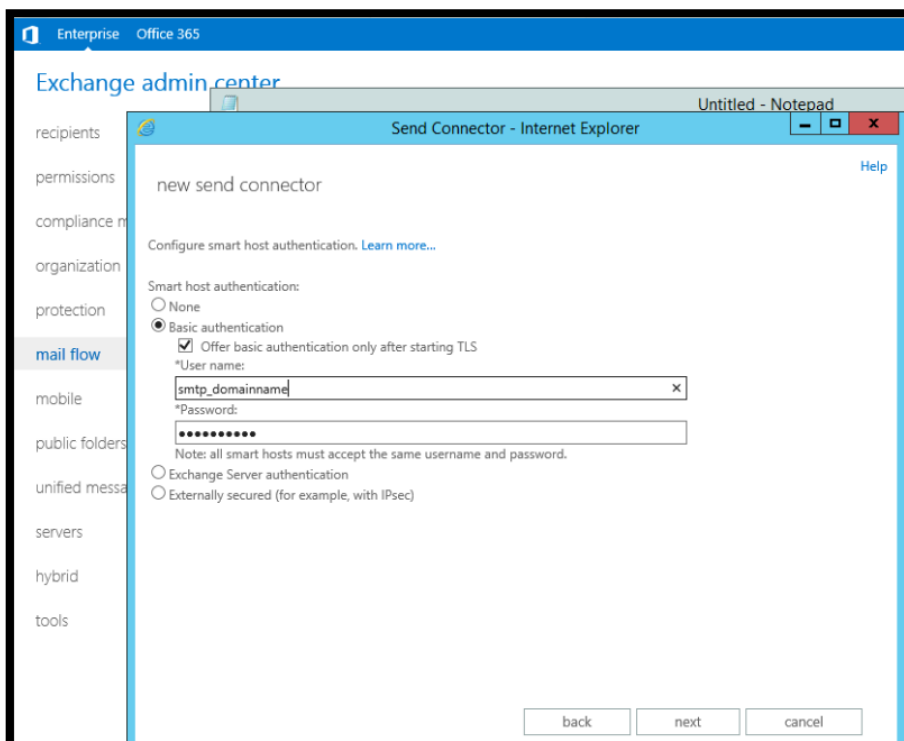 Enterprise Office 365
Exchange admin center
Untitled - Notepad
Send Connector - Internet Explorer
Help
new send connector
Configure smart host authentication. Learn more...
Smart host authentication:
None
Basic authentication
Offer basic authentication only after starting TLS
*User name:
smtp_domainname
*Password:
••••••••••
Note: all smart hosts must accept the same username and password.
Exchange Server authentication
Externally secured (for example, with IPsec)
back next cancel
recipients
permissions
compliance m
organization
protection
mail flow
mobile
public folders
unified messa
servers
hybrid
tools